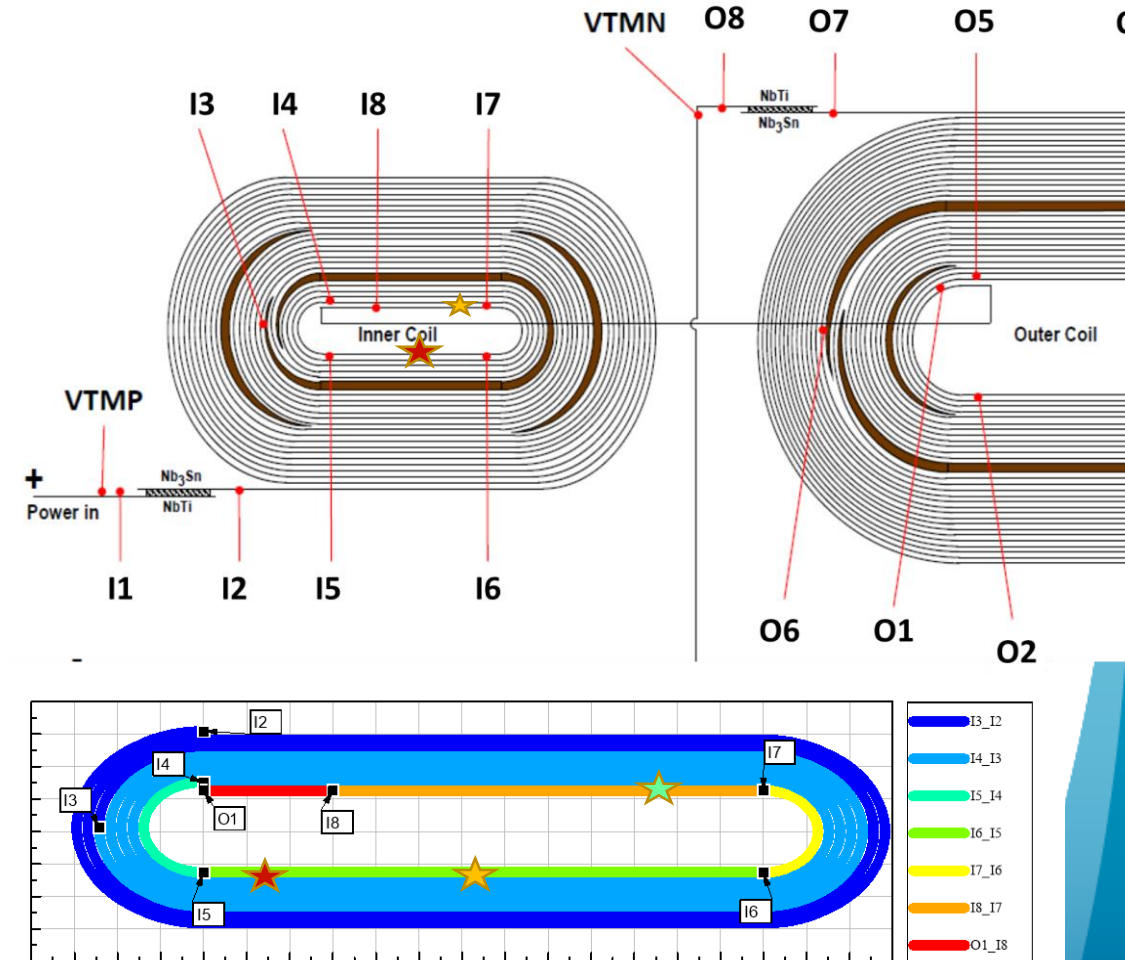 VTMN
O8
O7
O5
NbTi
Nb3Sn
I3
I4
I8
I7
Inner Coil
Outer Coil
VTMP
+
Power in
Nb3Sn
NbTi
I1
I2
I5
I6
O6
O1
O2
-
I2
I4
I7
I3
O1
I8
I5
I6
I3_I2
I4_I3
I5_I4
I6_I5
I7_I6
I8_I7
O1_I8